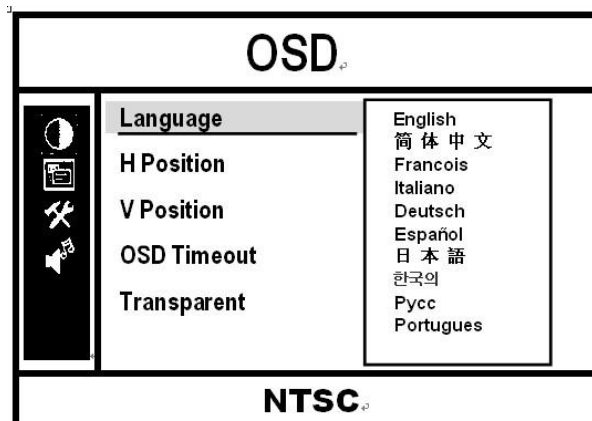 OSD
Language
H Position
V Position
OSD Timeout
Transparent
English
简体中文
Francois
Italiano
Deutsch
Español
日本語
한국의
Pycc
Portugues
NTSC